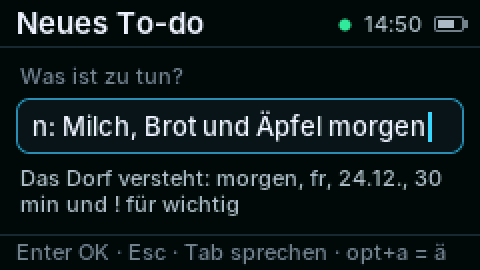 Neues To-do
14:50
Was ist zu tun?
n: Milch, Brot und Äpfel morgen
Das Dorf versteht: morgen, fr, 24.12., 30
min und ! für wichtig
Enter OK · Esc · Tab sprechen · opt+a = ä